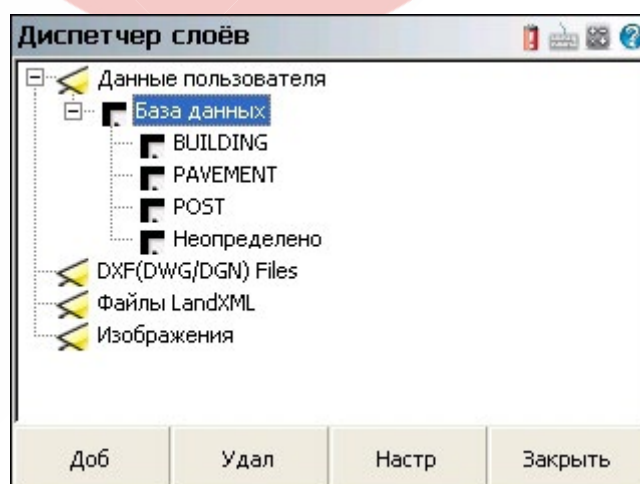 Диспетчер слоёв
Данные пользователя
База данных
BUILDING
PAVEMENT
POST
Неопределено
DXF(DWG/DGN) Files
Файлы LandXML
Изображения
Доб Удал Настр Закрыть